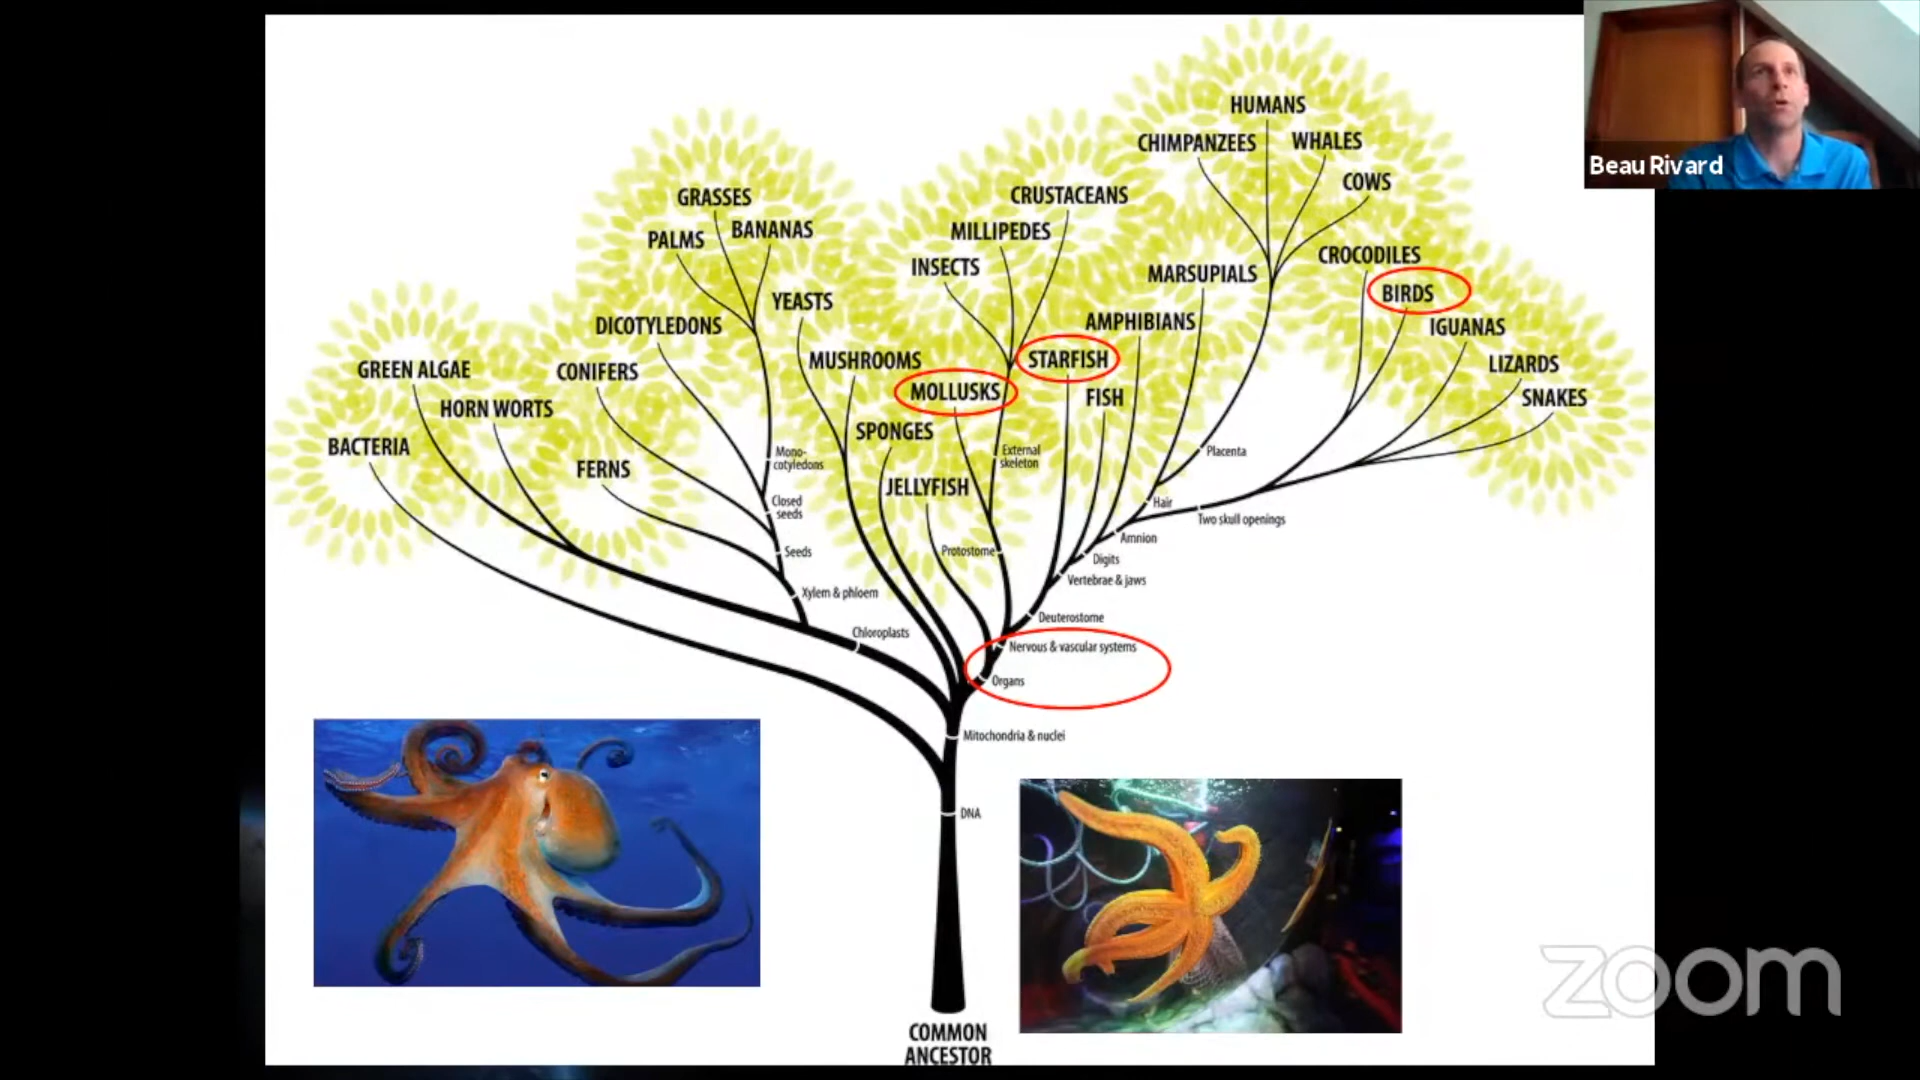 HUMANS
CHIMPANZEES
WHALES
COWS
Beau Rivard
GRASSES
PALMS
BANANAS
CRUSTACEANS
MILLIPEDES
INSECTS
CROCODILES
BIRDS
MARSUPIALS
YEASTS
DICOTYLEDONS
AMPHIBIANS
IGUANAS
GREEN ALGAE
CONIFERS
MUSHROOMS
STARFISH
LIZARDS
MOLLUSKS
FISH
SNAKES
HORN WORTS
SPONGES
BACTERIA
FERNS
JELLYFISH
Mono-
cotyledons
External
skeleton
Placenta
Closed
seeds
Hair
Two skull openings
Seeds
Protostome
Amnion
Digits
Vertebrae & jaws
Xylem & phloem
Deuterostome
Chloroplasts
Nervous & vascular systems
Organs
Mitochondria & nuclei
DNA
COMMON
ANCESTOR
zoom